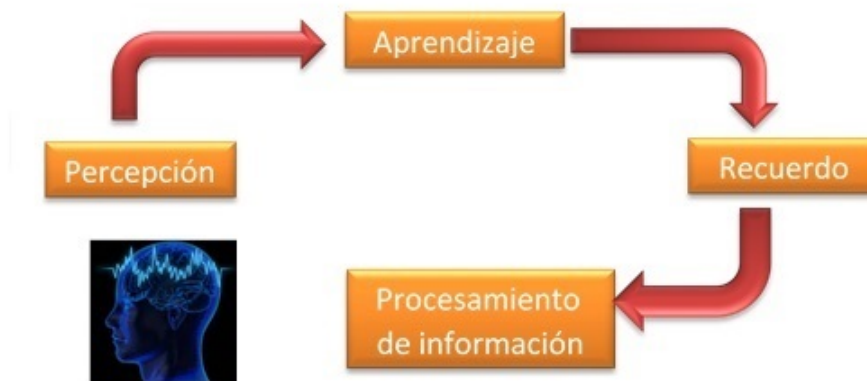 Aprendizaje
Percepción
Recuerdo
Procesamiento
de información